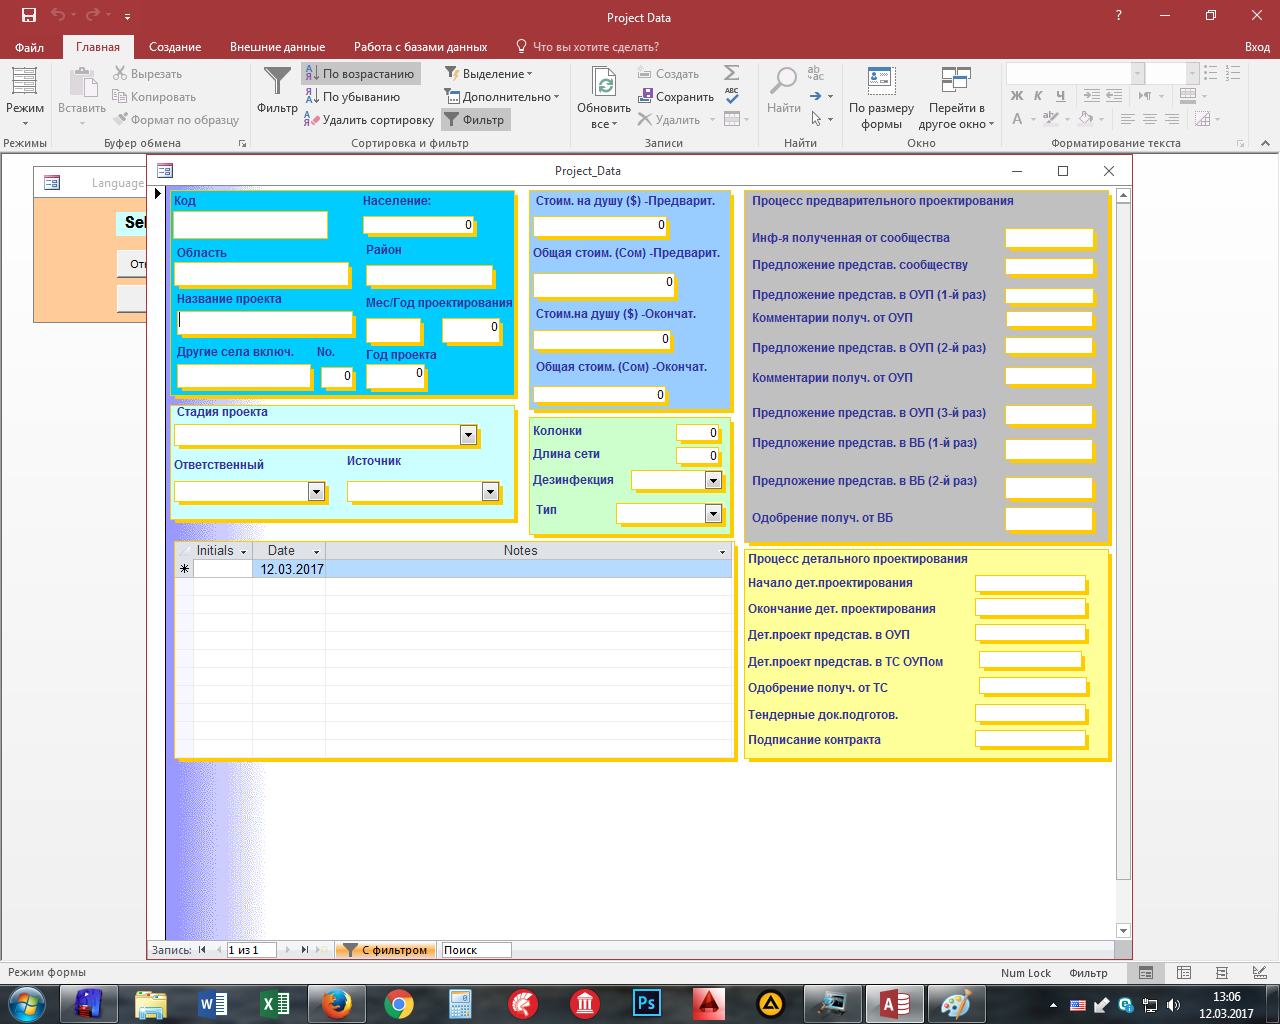 Project Data
?
Файл
Главная
Создание
Внешние данные
Работа с базами данных
Что вы хотите сделать?
Вход
Режим
Режимы
Вставить
Вырезать
Копировать
Формат по образцу
Буфер обмена
Фильтр
По возрастанию
По убыванию
Удалить сортировку
Выделение
Дополнительно
Фильтр
Сортировка и фильтр
Обновить
все
Создать
Сохранить
Удалить
Записи
Найти
Найти
По размеру
формы
Перейти в
другое окно
Окно
Ж К Ч
А
Форматирование текста
Language
Sel
От
Project_Data
Код
Население:
0
Область
Район
Название проекта
Мес/Год проектирования
0
Другие села включ.
No.
Год проекта
0
0
Стоим. на душу ($) -Предварит.
0
Общая стоим. (Сом) -Предварит.
0
Стоим.на душу ($) -Окончат.
0
Общая стоим. (Сом) -Окончат.
0
Процесс предварительного проектирования
Инф-я полученная от сообщества
Предложение представ. сообществу
Предложение представ. в ОУП (1-й раз)
Комментарии получ. от ОУП
Предложение представ. в ОУП (2-й раз)
Комментарии получ. от ОУП
Предложение представ. в ОУП (3-й раз)
Предложение представ. в ВБ (1-й раз)
Предложение представ. в ВБ (2-й раз)
Одобрение получ. от ВБ
Стадия проекта
Ответственный
Источник
Колонки
0
Длина сети
0
Дезинфекция
Тип
Initials
Date
Notes
12.03.2017
Процесс детального проектирования
Начало дет.проектирования
Окончание дет. проектирования
Дет.проект представ. в ОУП
Дет.проект представ. в ТС ОУПом
Одобрение получ. от ТС
Тендерные док.подготов.
Подписание контракта
Запись:
1 из 1
С фильтром
Поиск
Режим формы
Num Lock
Фильтр
13:06
12.03.2017